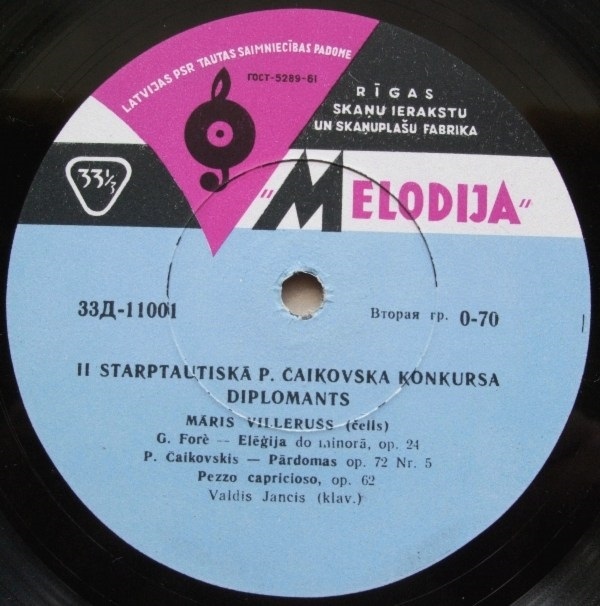 LATVIJAS PSR TAUTAS SAIMNIECĪBAS PADOME
ГОСТ-5289-61
RĪGAS
SKAŅU IERAKSTU
UN SKAŅUPLAŠU FABRIKA
33⅓
"MELODIJA"
33Д-11001
Вторая гр. 0-70
II STARPTAUTISKĀ P. ČAIKOVSKA KONKURSA
DIPLOMANTS
MĀRIS VILLERUŠS (čells)
G. Forè — Elēģija do minorā, op. 24
P. Čaikovskis — Pārdomas op. 72 Nr. 5
Pezzo capricioso, op. 62
Valdis Jancis (klav.)